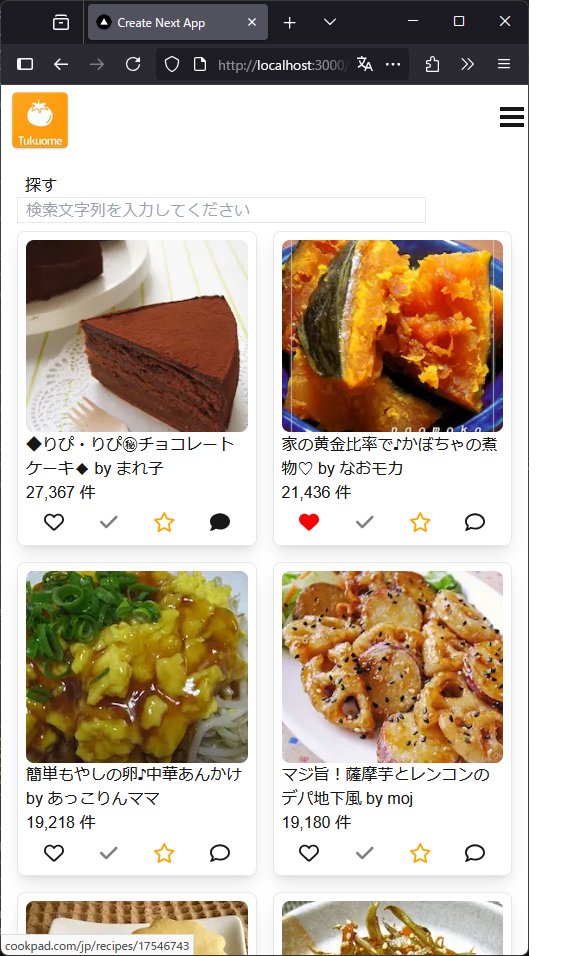 Create Next App
http://localhost:3000/
Tukuome
探す
検索文字列を入力してください
naomoka
◆りぴ・りぴ㊙チョコレート
ケーキ◆ by まれ子
27,367 件
家の黄金比率で♪かぼちゃの煮
物♡ by なおモカ
21,436 件
簡単もやしの卵♪中華あんかけ
by あっこりんママ
19,218 件
マジ旨！薩摩芋とレンコンの
デパ地下風 by moj
19,180 件
cookpad.com/jp/recipes/17546743